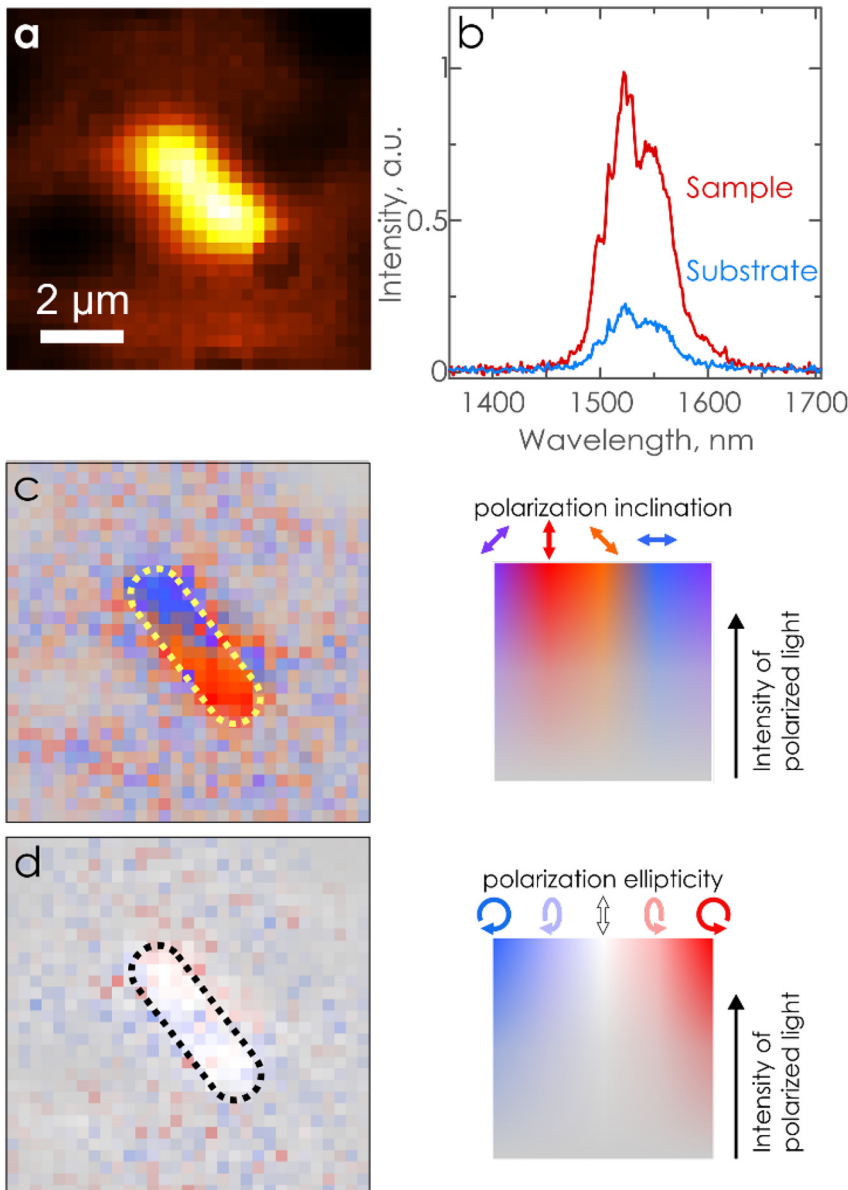 a
2 μm
b
Intensity, a.u.
1
0.5
0
Sample
Substrate
1400
1500
1600
1700
Wavelength, nm
c
polarization inclination
Intensity of
polarized light
d
polarization ellipticity
Intensity of
polarized light